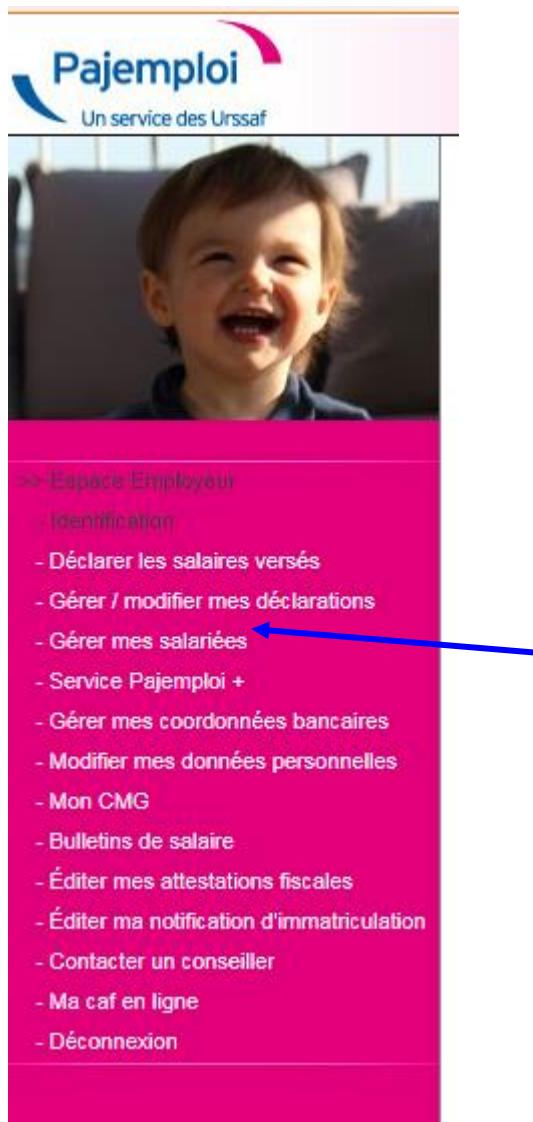 Pajemploi
Un service des Urssaf
>> Espace Employeur
- Identification
- Déclarer les salaires versés
- Gérer / modifier mes déclarations
- Gérer mes salariées
- Service Pajemploi +
- Gérer mes coordonnées bancaires
- Modifier mes données personnelles
- Mon CMG
- Bulletins de salaire
- Éditer mes attestations fiscales
- Éditer ma notification d'immatriculation
- Contacter un conseiller
- Ma caf en ligne
- Déconnexion